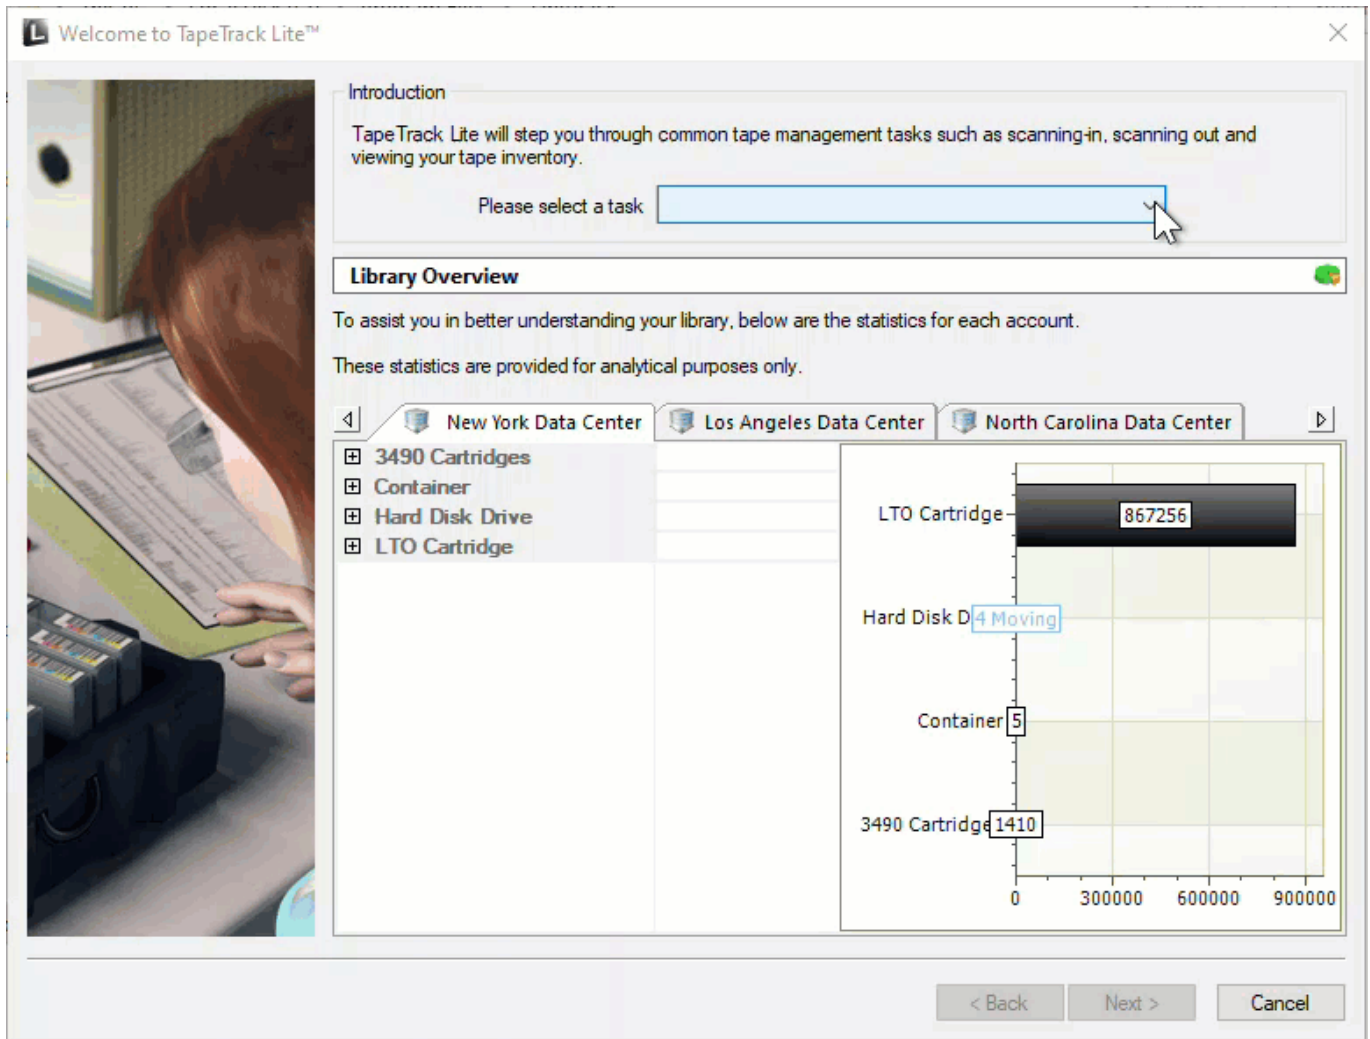 Welcome to TapeTrack Lite™
Introduction
TapeTrack Lite will step you through common tape management tasks such as scanning-in, scanning out and
viewing your tape inventory.
Please select a task
Library Overview
To assist you in better understanding your library, below are the statistics for each account.
These statistics are provided for analytical purposes only.
New York Data Center
Los Angeles Data Center
North Carolina Data Center
3490 Cartridges
Container
Hard Disk Drive
LTO Cartridge
LTO Cartridge
867256
Hard Disk D
4 Moving
Container
5
3490 Cartridge
1410
0
300000
600000
900000
< Back
Next >
Cancel